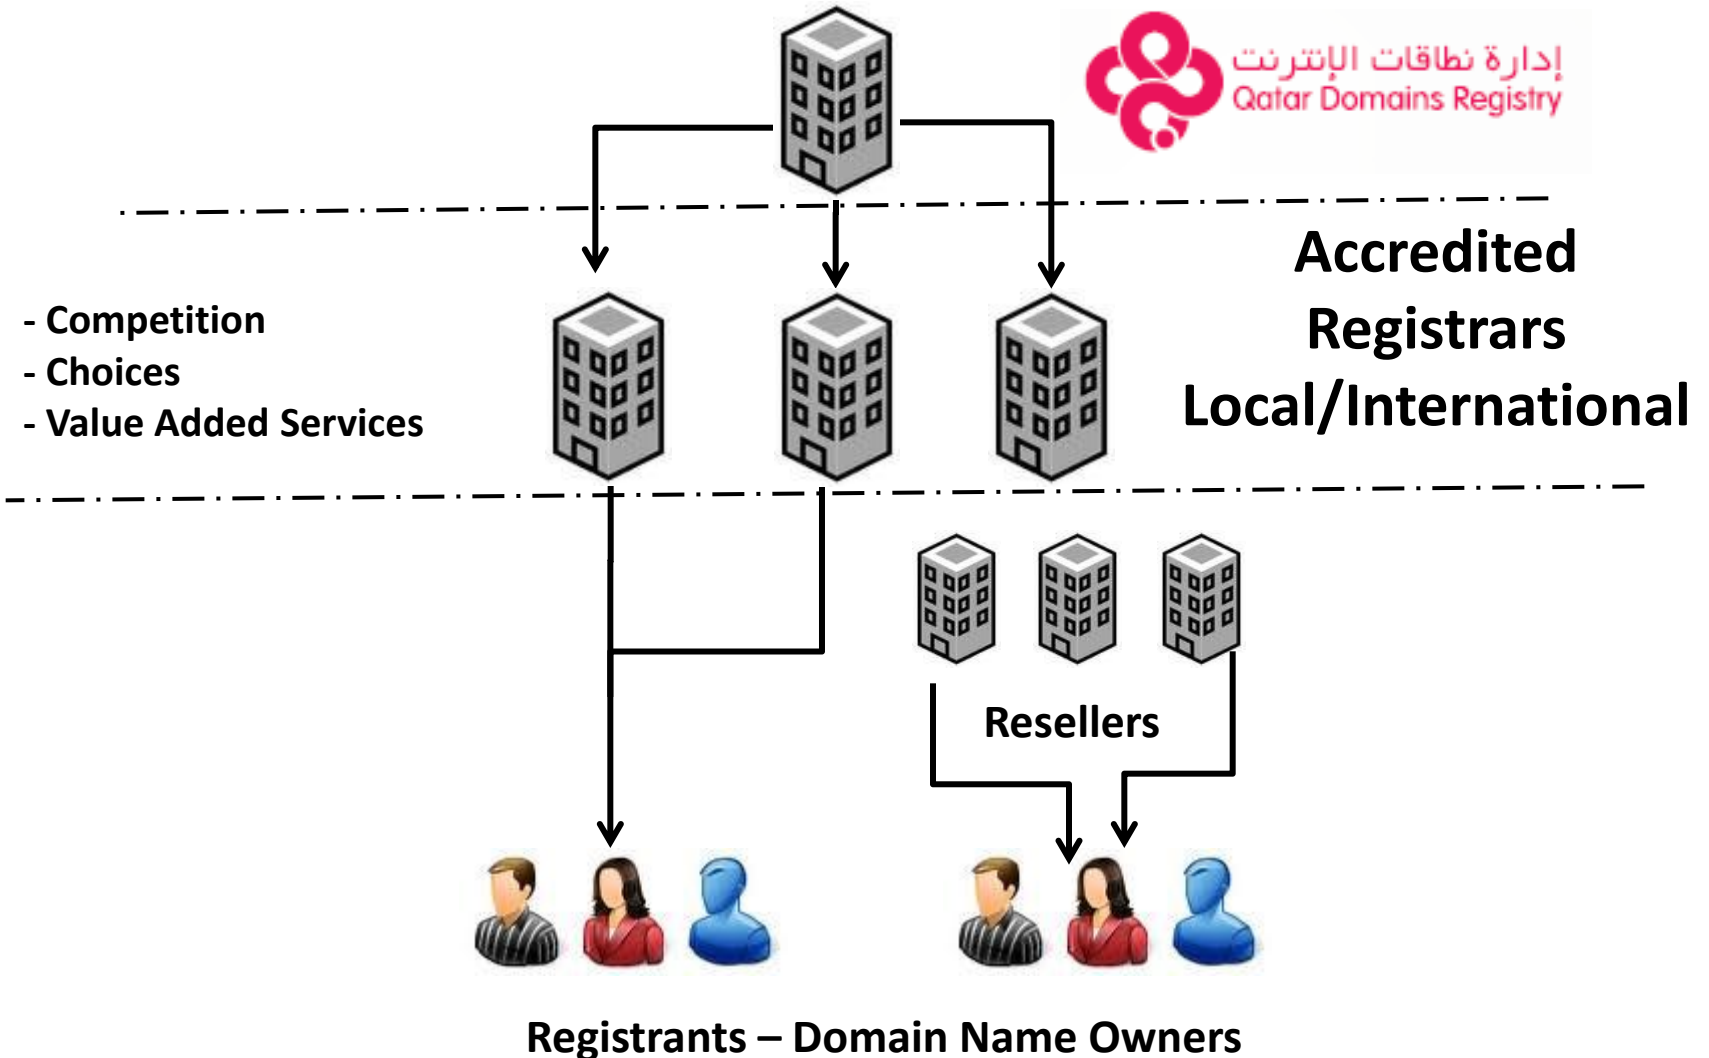 إدارة نطاقات الإنترنت
Qatar Domains Registry
Accredited
Registrars
Local/International
- Competition
- Choices
- Value Added Services
Resellers
Registrants – Domain Name Owners